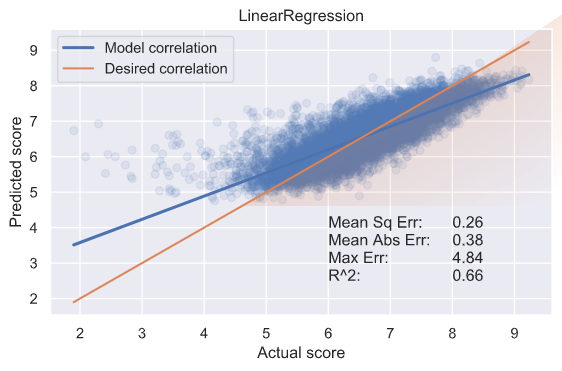 LinearRegression
Model correlation
Desired correlation
9
8
7
6
5
4
3
2
Predicted score
Mean Sq Err: 0.26
Mean Abs Err: 0.38
Max Err: 4.84
R^2: 0.66
2 3 4 5 6 7 8 9
Actual score